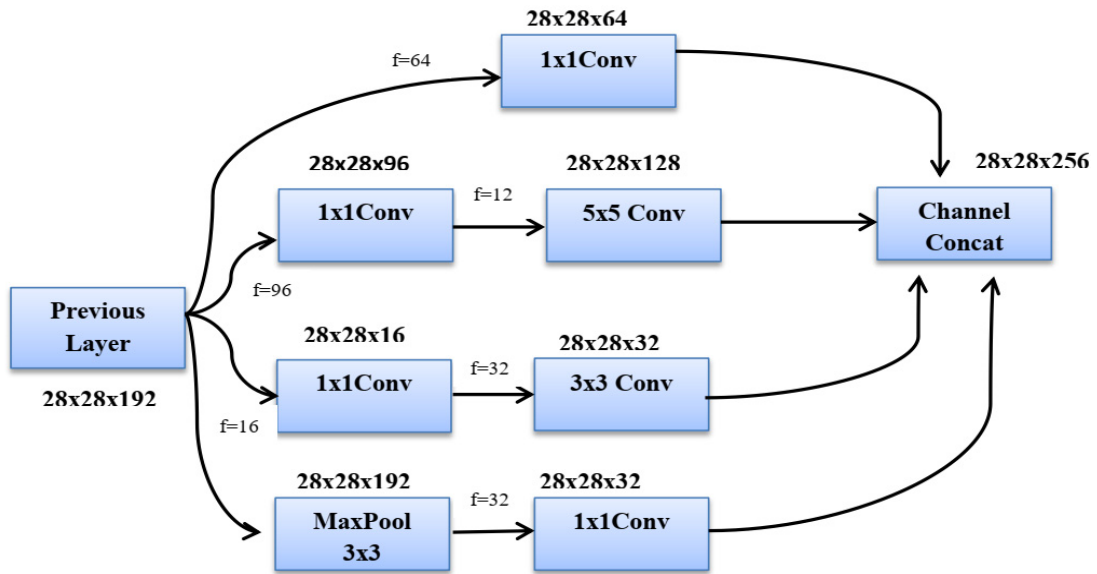 28x28x64
1x1Conv
f=64
28x28x96
1x1Conv
f=12
28x28x128
5x5 Conv
28x28x256
Channel
Concat
f=96
Previous
Layer
28x28x192
28x28x16
1x1Conv
f=32
28x28x32
3x3 Conv
f=16
28x28x192
MaxPool
3x3
f=32
28x28x32
1x1Conv